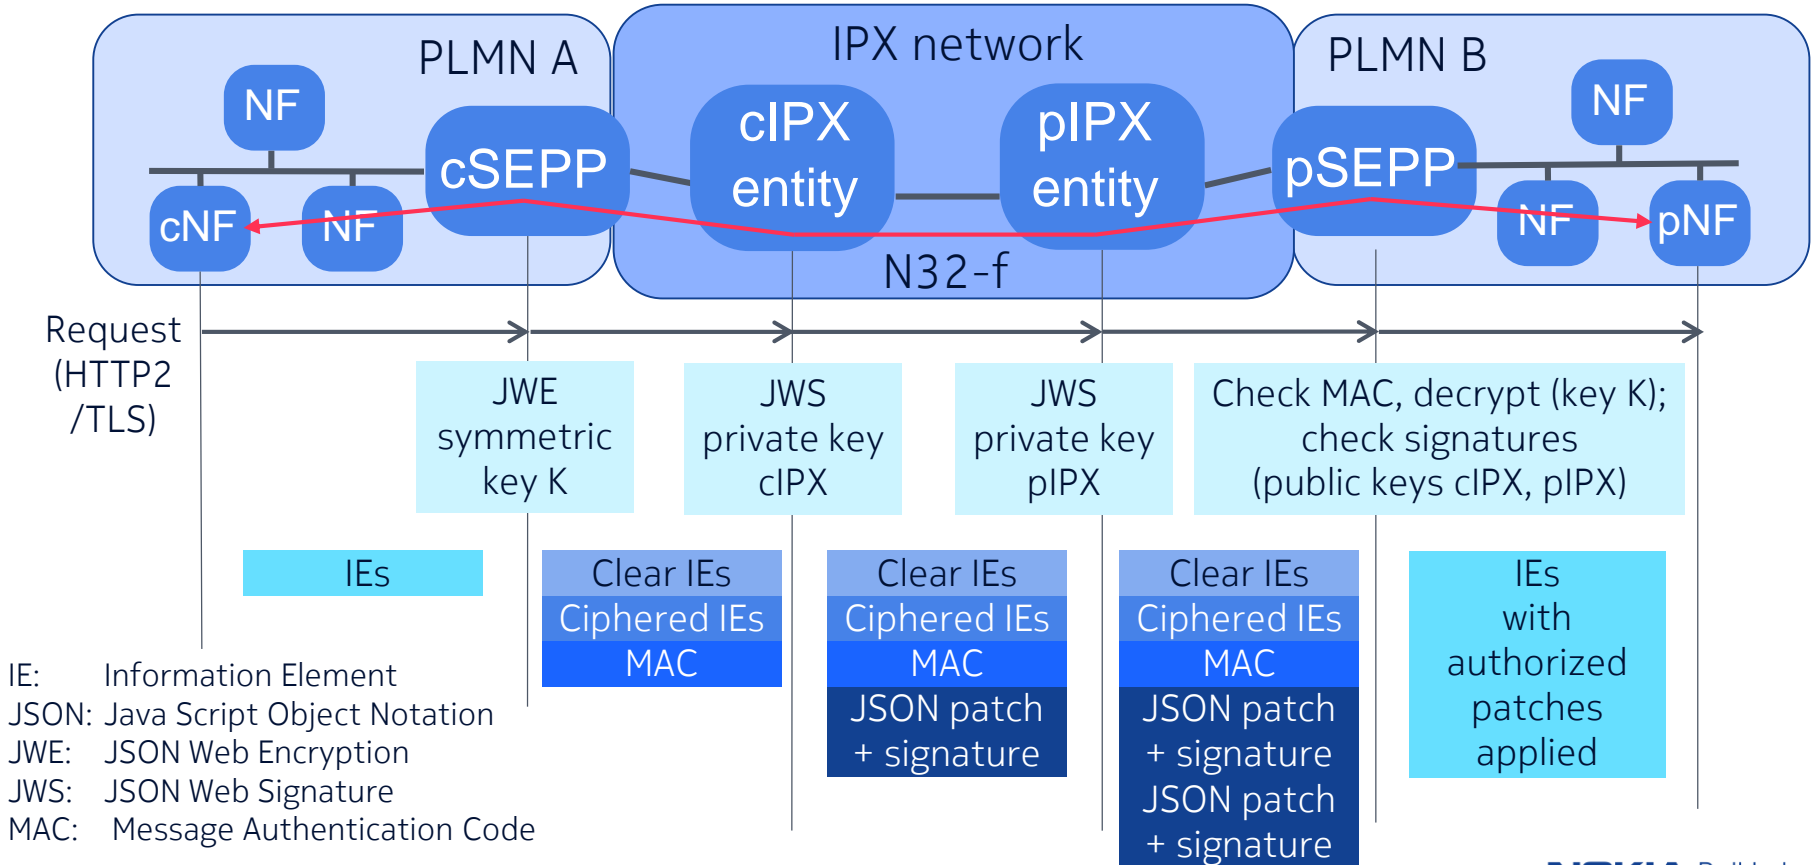 PLMN A
IPX network
PLMN B
NF
cSEPP
cIPX
entity
pIPX
entity
pSEPP
NF
cNF
NF
NF
pNF
N32-f
Request
(HTTP2
/TLS)
JWE
symmetric
key K
JWS
private key
cIPX
JWS
private key
pIPX
Check MAC, decrypt (key K);
check signatures
(public keys cIPX, pIPX)
IEs
Clear IEs
Ciphered IEs
MAC
Clear IEs
Ciphered IEs
MAC
JSON patch
+ signature
Clear IEs
Ciphered IEs
MAC
JSON patch
+ signature
JSON patch
+ signature
IEs
with
authorized
patches
applied
IE: Information Element
JSON: Java Script Object Notation
JWE: JSON Web Encryption
JWS: JSON Web Signature
MAC: Message Authentication Code
NOKIA